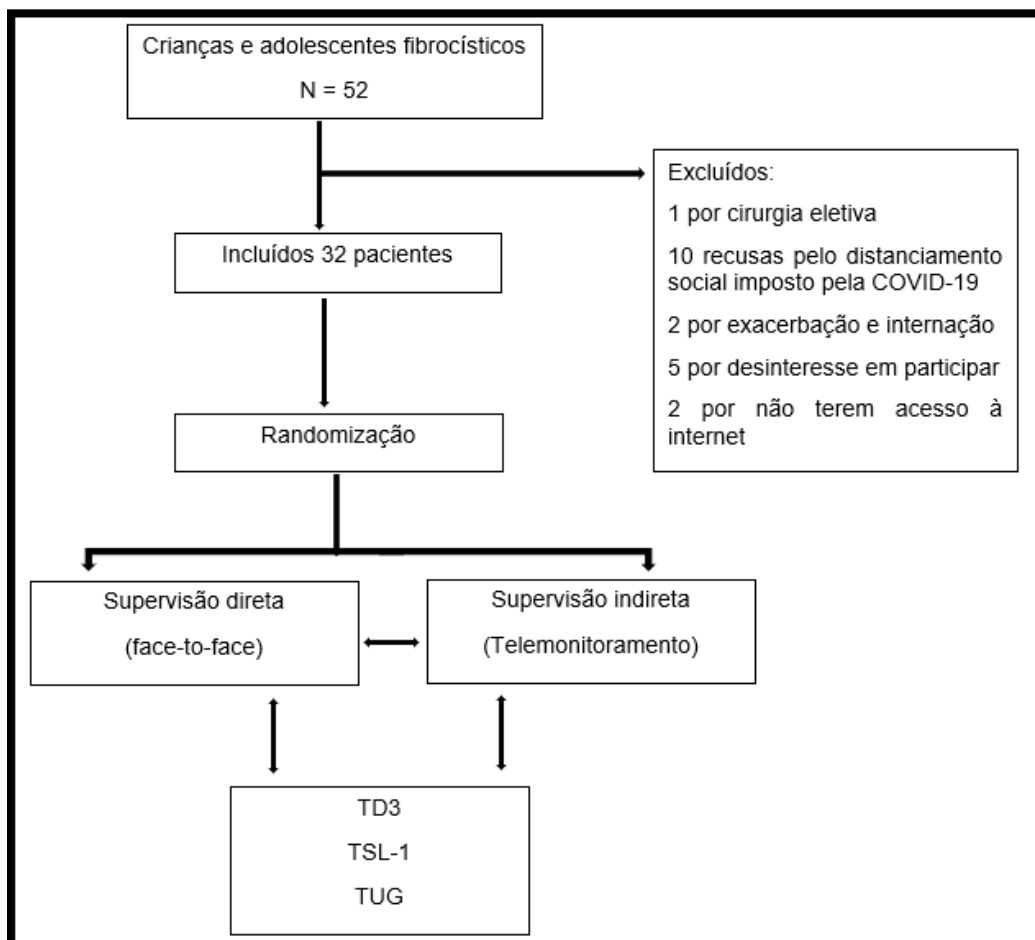 Crianças e adolescentes fibrocísticos
N = 52
Excluídos:
1 por cirurgia eletiva
10 recusas pelo distanciamento
social imposto pela COVID-19
2 por exacerbação e internação
5 por desinteresse em participar
2 por não terem acesso à
internet
Incluídos 32 pacientes
Randomização
Supervisão direta
(face-to-face)
Supervisão indireta
(Telemonitoramento)
TD3
TSL-1
TUG